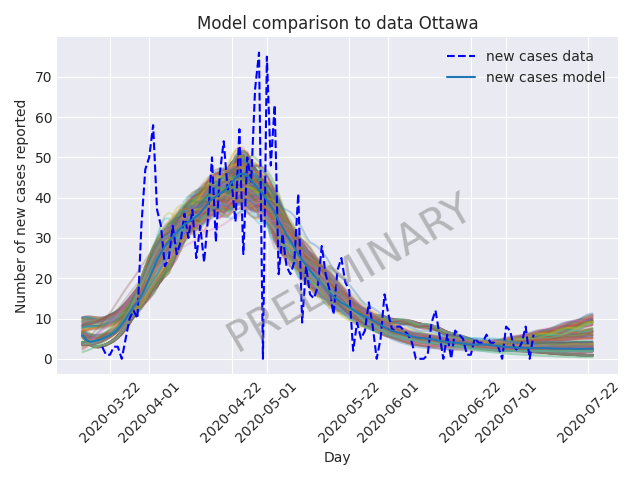 Model comparison to data Ottawa
new cases data
new cases model
Number of new cases reported
70
60
50
40
30
20
10
0
PRELIMINARY
2020-03-22
2020-04-01
2020-04-22
2020-05-01
2020-05-22
2020-06-01
2020-06-22
2020-07-01
2020-07-22
Day